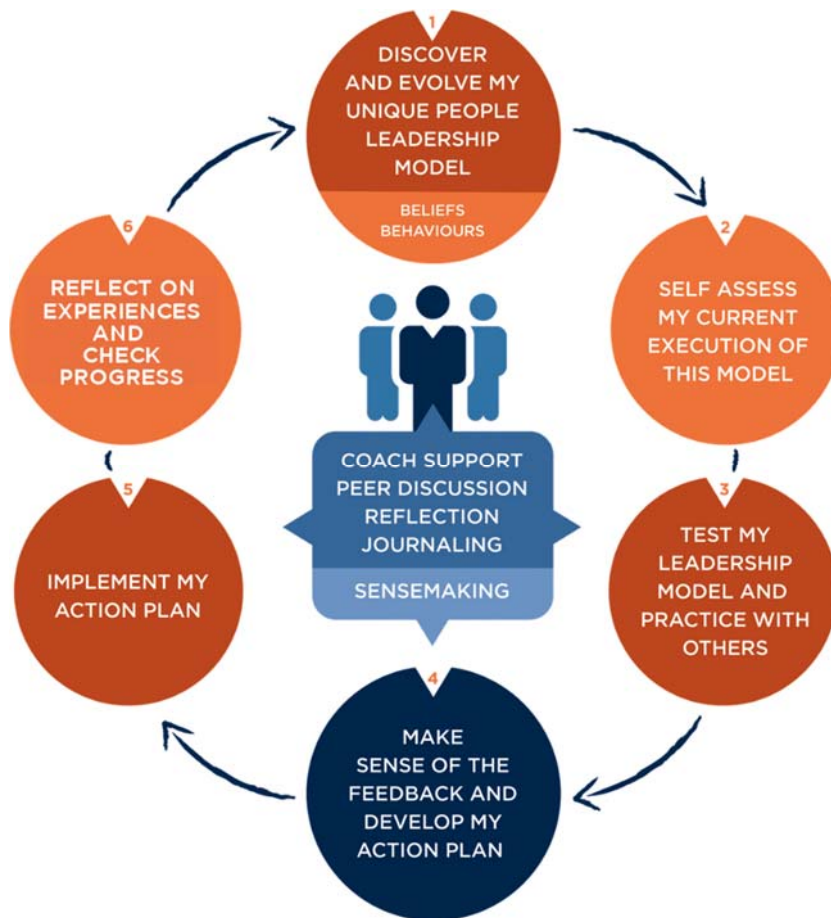 1
DISCOVER
AND EVOLVE MY
UNIQUE PEOPLE
LEADERSHIP
MODEL
BELIEFS
BEHAVIOURS
2
SELF ASSESS
MY CURRENT
EXECUTION OF
THIS MODEL
3
TEST MY
LEADERSHIP
MODEL AND
PRACTICE WITH
OTHERS
4
MAKE
SENSE OF THE
FEEDBACK AND
DEVELOP MY
ACTION PLAN
5
IMPLEMENT MY
ACTION PLAN
6
REFLECT ON
EXPERIENCES
AND
CHECK
PROGRESS
COACH SUPPORT
PEER DISCUSSION
REFLECTION
JOURNALING
SENSEMAKING